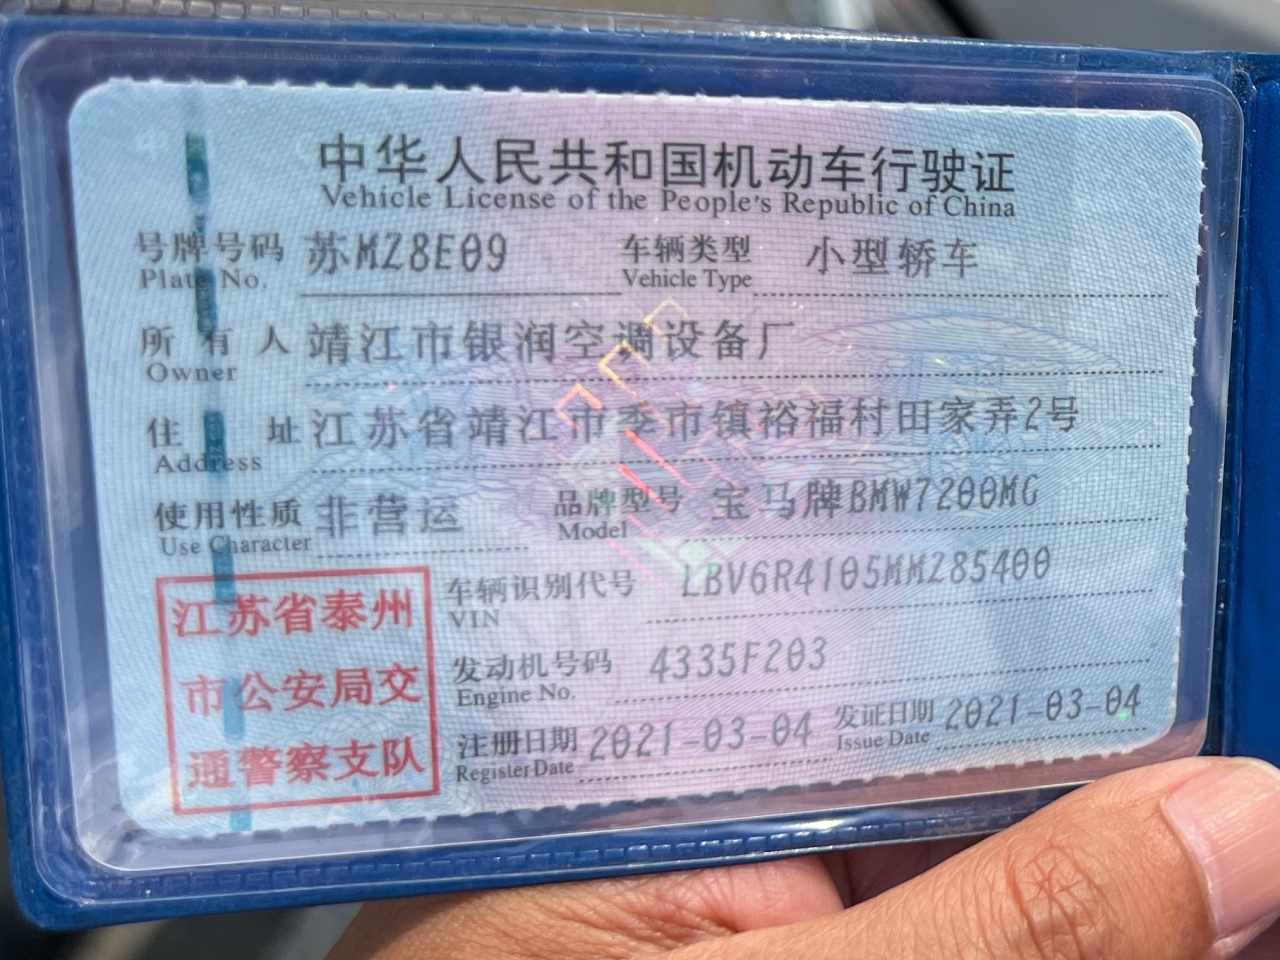 中华人民共和国机动车行驶证
Vehicle License of the People's Republic of China
号牌号码 苏MZ8E09 车辆类型 小型轿车
Plate No. Vehicle Type
所有人 靖江市银润空调设备厂
Owner
住址 江苏省靖江市季市镇裕福村田家弄2号
Address
使用性质 非营运 品牌型号 宝马牌BMW7200MG
Use Character Model
江苏省泰州
市公安局交
通警察支队
车辆识别代号 LBV6R4105MMZ85400
VIN
发动机号码 4335F203
Engine No.
注册日期 2021-03-04 发证日期 2021-03-04
Register Date Issue Date